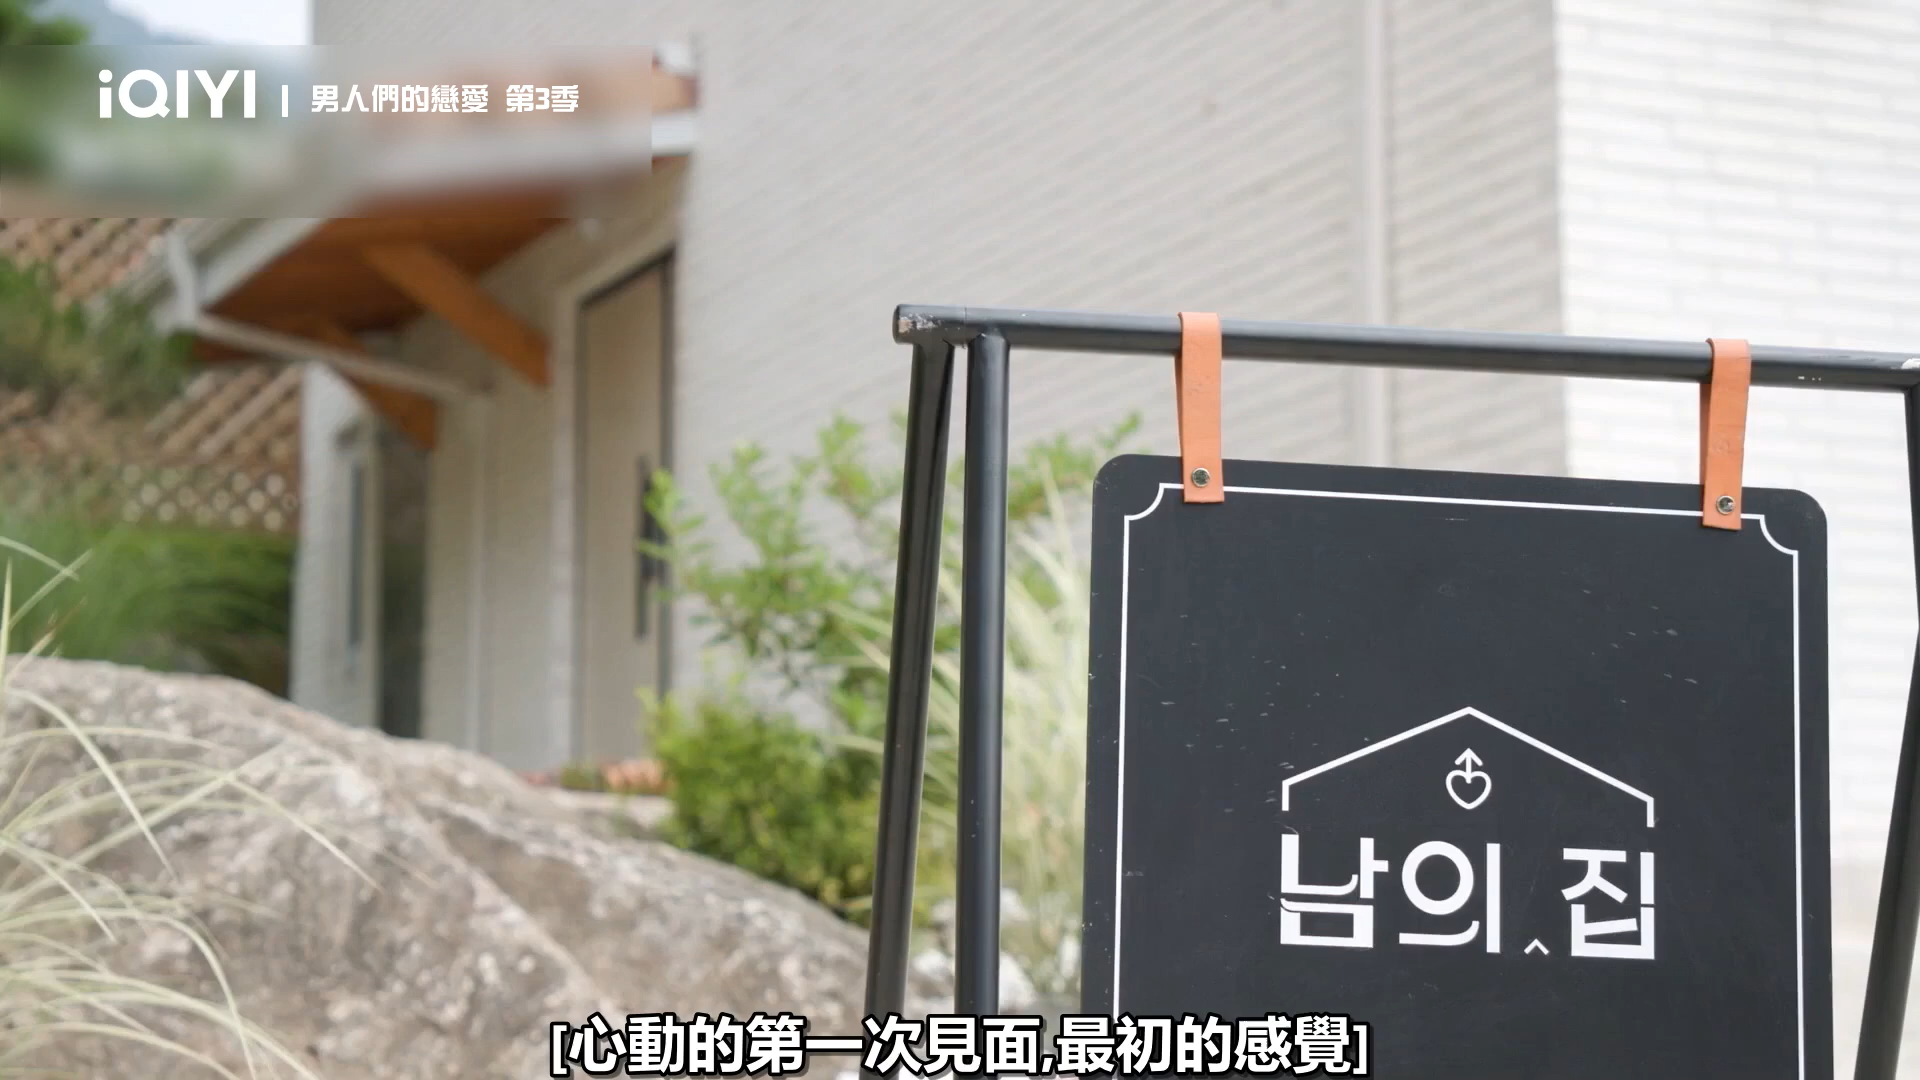 iQIYI | 男人們的戀愛 第3季
남의 집
[心動的第一次見面,最初的感覺]